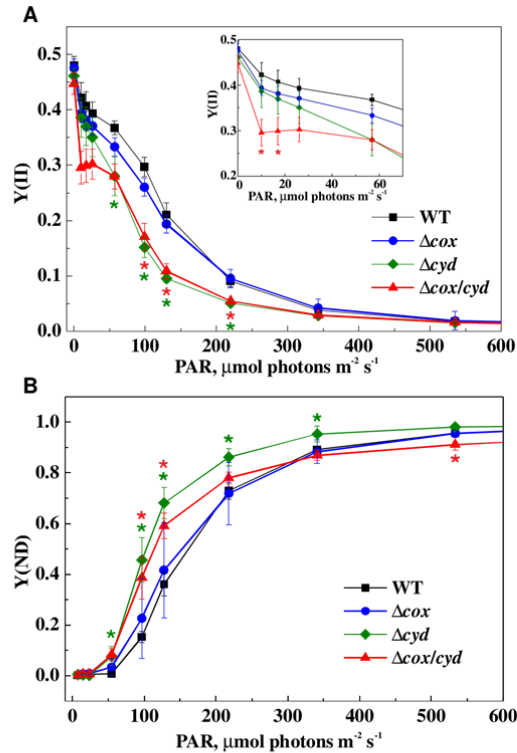 A
0.5
0.4
0.3
0.2
0.1
0.0
Y(II)
0.5
0.4
0.3
0.2
Y(II)
0 20 40 60
PAR, μmol photons m⁻² s⁻¹
WT
Δcox
Δcyd
Δcox/cyd
* * * * * * * * *
0 100 200 300 400 500 600
PAR, μmol photons m⁻² s⁻¹
B
1.0
0.8
0.6
0.4
0.2
0.0
Y(ND)
* * * * * * * *
WT
Δcox
Δcyd
Δcox/cyd
0 100 200 300 400 500 600
PAR, μmol photons m⁻² s⁻¹